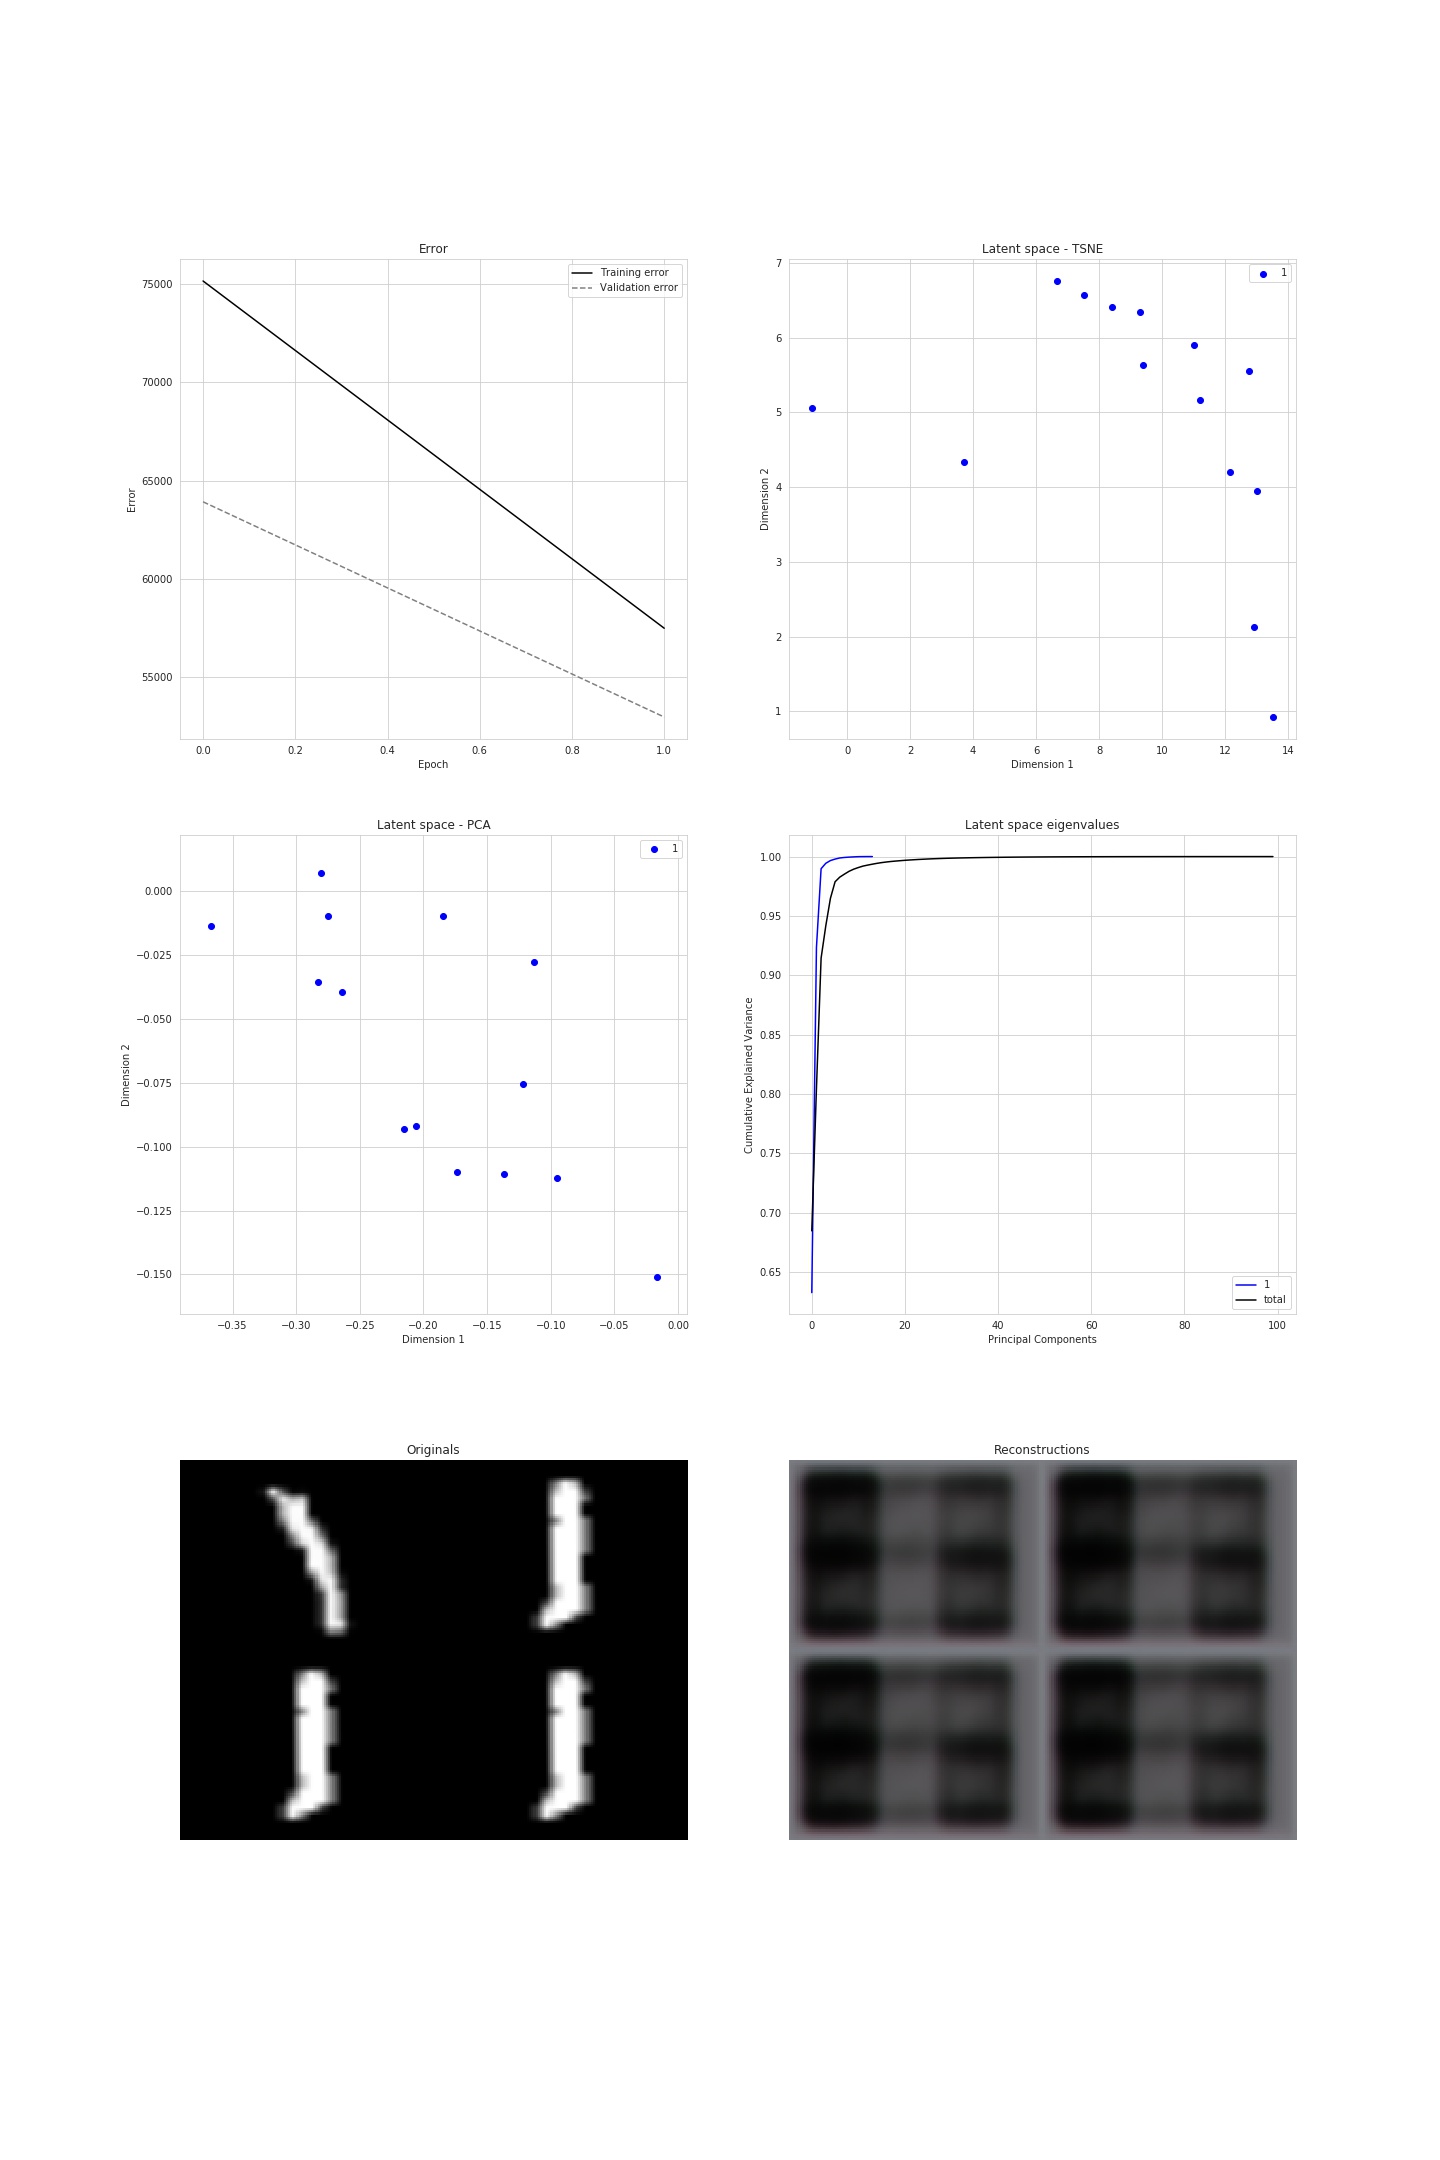 Error
Training error
Validation error
75000
70000
65000
60000
55000
Error
0.0 0.2 0.4 0.6 0.8 1.0
Epoch
Latent space - TSNE
1
7
6
5
4
3
2
1
Dimension 2
0 2 4 6 8 10 12 14
Dimension 1
Latent space - PCA
1
0.000
−0.025
−0.050
−0.075
−0.100
−0.125
−0.150
Dimension 2
−0.35 −0.30 −0.25 −0.20 −0.15 −0.10 −0.05 0.00
Dimension 1
Latent space eigenvalues
1.00
0.95
0.90
0.85
0.80
0.75
0.70
0.65
Cumulative Explained Variance
1
total
0 20 40 60 80 100
Principal Components
Originals
Reconstructions